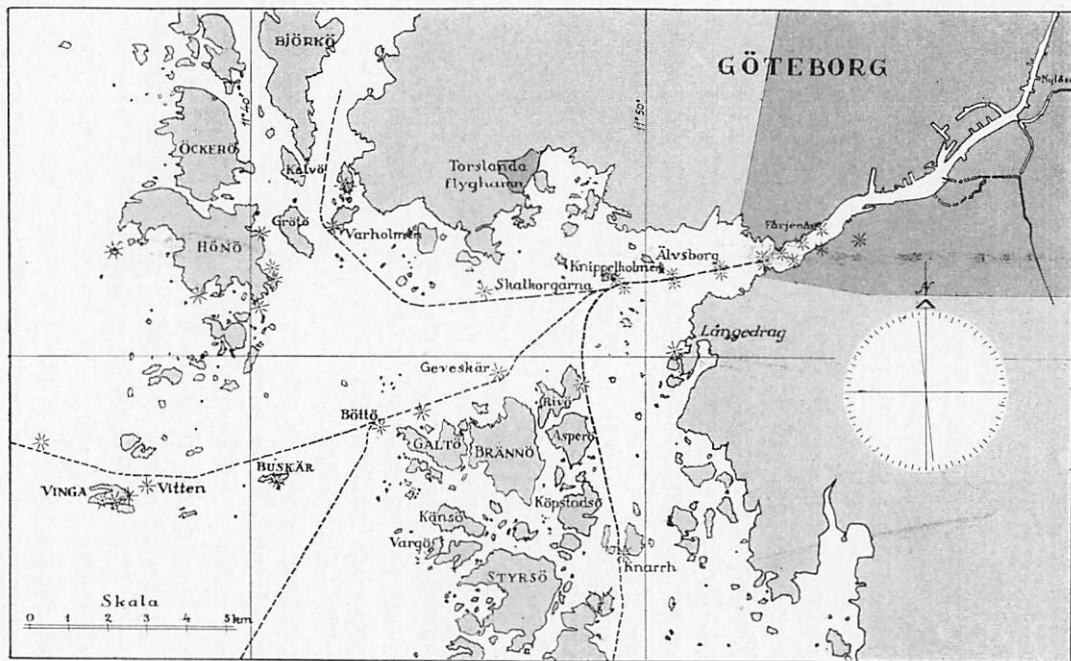 BJÖRKÖ
GÖTEBORG
11°40'
11°50'
ÖCKERÖ
Kalvö
Torslanda
flyghamn
Grötö
Varholmen
HÖNÖ
Färjenäs
Älvsborg
Knippelholmen
Skalkorgarna
N
Långedrag
Geveskär
Rivö
Böttö
GALTÖ
BRÄNNÖ
Asperö
BUSKÄR
VINGA
Vitten
Köpstadsö
Känsö
Vargö
Knarrh
STYRSÖ
Skala
0 1 2 3 4 5 km